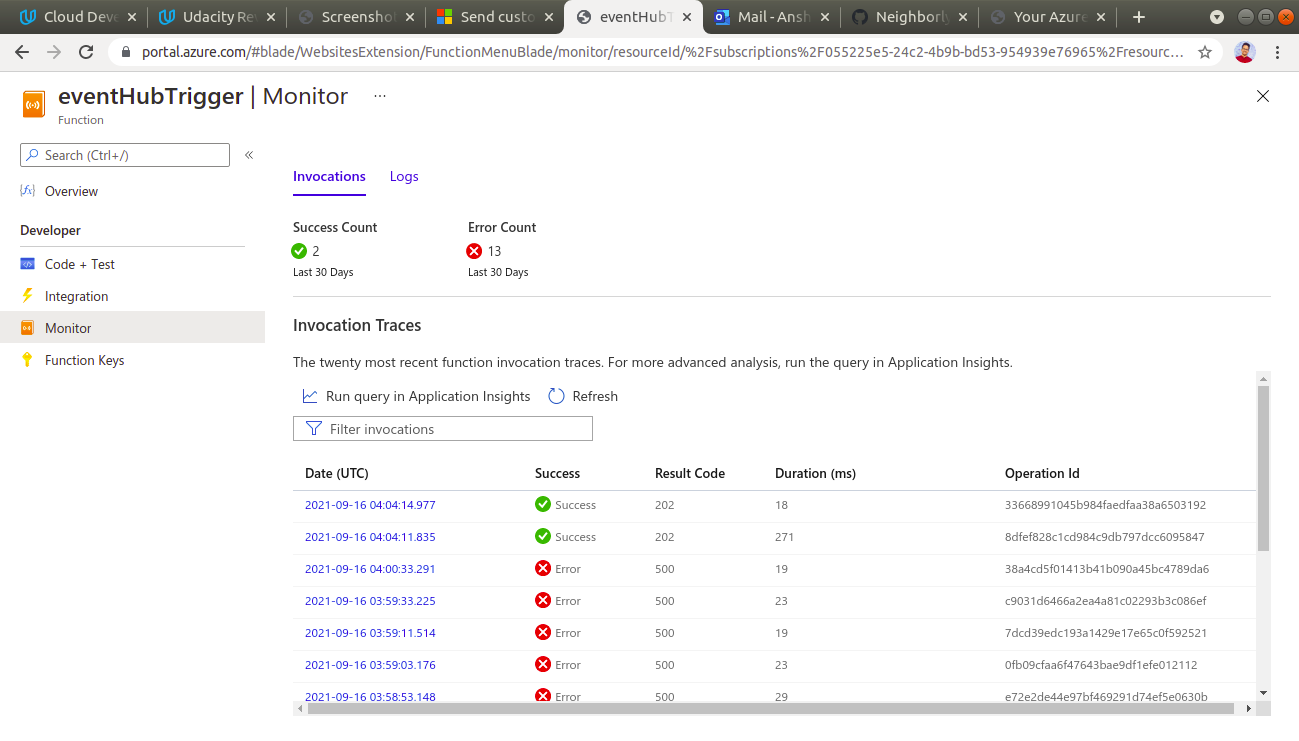 Cloud Deve
Udacity Rev
Screenshot
Send custo
eventHubT
Mail - Ansh
Neighborly
Your Azure
portal.azure.com/#blade/WebsitesExtension/FunctionMenuBlade/monitor/resourceId/%2Fsubscriptions%2F055225e5-24c2-4b9b-bd53-954939e76965%2Fresourc...
eventHubTrigger | Monitor ...
Function
Search (Ctrl+/) «
Overview
Developer
Code + Test
Integration
Monitor
Function Keys
Invocations Logs
Success Count Error Count
2 13
Last 30 Days Last 30 Days
Invocation Traces
The twenty most recent function invocation traces. For more advanced analysis, run the query in Application Insights.
Run query in Application Insights Refresh
Filter invocations
Date (UTC) Success Result Code Duration (ms) Operation Id
2021-09-16 04:04:14.977 Success 202 18 33668991045b984faedfaa38a6503192
2021-09-16 04:04:11.835 Success 202 271 8dfef828c1cd984c9db797dcc6095847
2021-09-16 04:00:33.291 Error 500 19 38a4cd5f01413b41b090a45bc4789da6
2021-09-16 03:59:33.225 Error 500 23 c9031d6466a2ea4a81c02293b3c086ef
2021-09-16 03:59:11.514 Error 500 19 7dcd39edc193a1429e17e65c0f592521
2021-09-16 03:59:03.176 Error 500 23 0fb09cfaa6f47643bae9df1efe012112
2021-09-16 03:58:53.148 Error 500 29 e72e2de44e97bf469291d74ef5e0630b